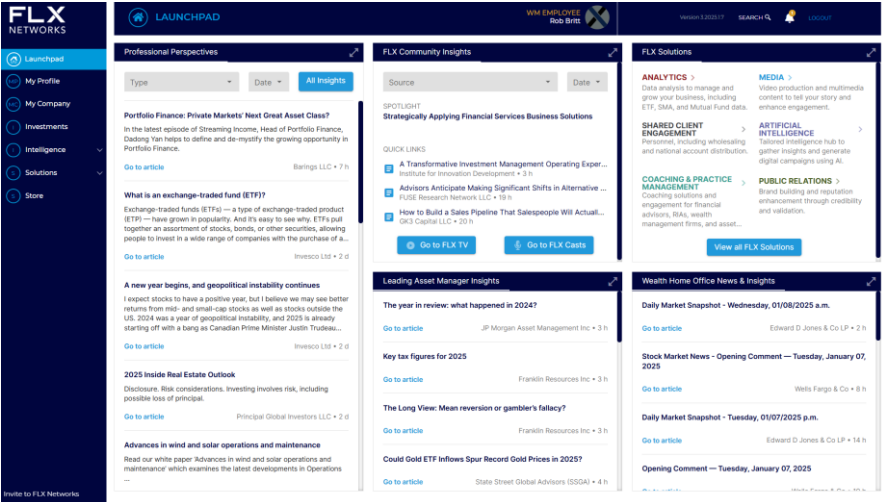 FLX
NETWORKS
LAUNCHPAD
WM EMPLOYEE
Rob Britt
SEARCH
LOGOUT
Launchpad
My Profile
My Company
Investments
Intelligence
Solutions
Store
Invite to FLX Networks
Professional Perspectives
Type
Date
All Insights
Portfolio Finance: Private Markets' Next Great Asset Class?
In the latest episode of Streaming Income, Head of Portfolio Finance,
Dadong Yan helps to define and de-mystify the growing opportunity in
Portfolio Finance.
Go to article
Barings LLC • 7 h
What is an exchange-traded fund (ETF)?
Exchange-traded funds (ETFs) — a type of exchange-traded product
(ETP) — have grown in popularity. And it's easy to see why. ETFs pull
together an assortment of stocks, bonds, or other securities, allowing
people to invest in a wide range of companies with the purchase of a...
Go to article
Invesco Ltd • 2 d
A new year begins, and geopolitical instability continues
I expect stocks to have a positive year, but I believe we may see better
returns from mid- and small-cap stocks as well as stocks outside the
US. 2024 was a year of geopolitical instability, and 2025 is already
starting off with a bang as Canadian Prime Minister Justin Trudeau...
Go to article
Invesco Ltd • 2 d
2025 Inside Real Estate Outlook
Disclosure. Risk considerations. Investing involves risk, including
possible loss of principal.
Go to article
Principal Global Investors LLC • 2 d
Advances in wind and solar operations and maintenance
Read our white paper 'Advances in wind and solar operations and
maintenance' which examines the latest developments in Operations
...
FLX Community Insights
Source
Date
SPOTLIGHT
Strategically Applying Financial Services Business Solutions
QUICK LINKS
A Transformative Investment Management Operating Exper...
Institute for Innovation Development • 3 h
Advisors Anticipate Making Significant Shifts in Alternative ...
FUSE Research Network LLC • 19 h
How to Build a Sales Pipeline That Salespeople Will Actuall...
GK3 Capital LLC • 20 h
Go to FLX TV
Go to FLX Casts
Leading Asset Manager Insights
The year in review: what happened in 2024?
Go to article
JP Morgan Asset Management Inc • 3 h
Key tax figures for 2025
Go to article
Franklin Resources Inc • 3 h
The Long View: Mean reversion or gambler's fallacy?
Go to article
Franklin Resources Inc • 3 h
Could Gold ETF Inflows Spur Record Gold Prices in 2025?
Go to article
State Street Global Advisors (SSGA) • 4 h
FLX Solutions
ANALYTICS >
Data analysis to manage and
grow your business, including
ETF, SMA, and Mutual Fund data.
MEDIA >
Video production and multimedia
content to tell your story and
enhance engagement.
SHARED CLIENT
ENGAGEMENT >
Personnel, including wholesaling
and national account distribution.
ARTIFICIAL
INTELLIGENCE >
Tailored intelligence hub to
gather insights and generate
digital campaigns using AI.
COACHING & PRACTICE
MANAGEMENT >
Coaching solutions and
engagement for financial
advisors, RIAs, wealth
management firms, and asset...
PUBLIC RELATIONS >
Brand building and reputation
enhancement through credibility
and validation.
View all FLX Solutions
Wealth Home Office News & Insights
Daily Market Snapshot - Wednesday, 01/08/2025 a.m.
Go to article
Edward D Jones & Co LP • 2 h
Stock Market News - Opening Comment — Tuesday, January 07,
2025
Go to article
Wells Fargo & Co • 8 h
Daily Market Snapshot - Tuesday, 01/07/2025 p.m.
Go to article
Edward D Jones & Co LP • 14 h
Opening Comment — Tuesday, January 07, 2025